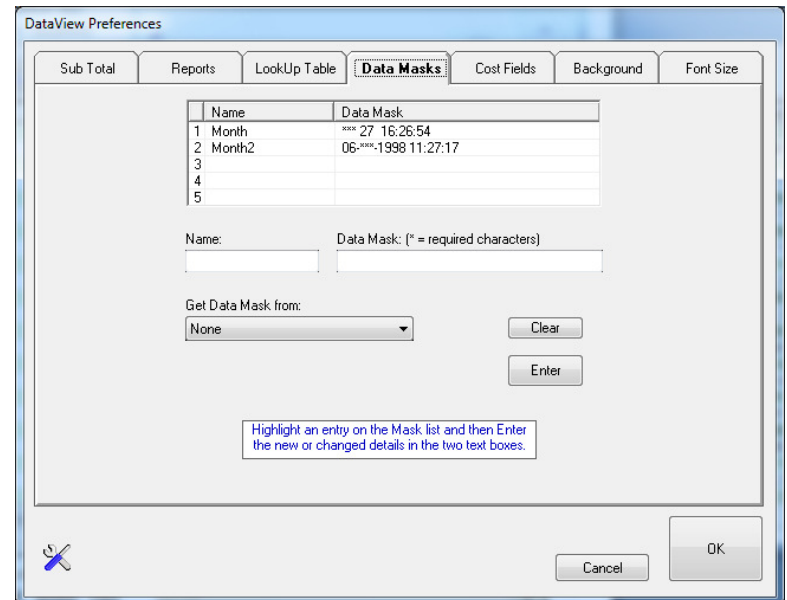 DataView Preferences
Sub Total
Reports
LookUp Table
Data Masks
Cost Fields
Background
Font Size
Name Data Mask
1 Month *** 27 16:26:54
2 Month2 06-***-1998 11:27:17
3
4
5
Name: Data Mask: (* = required characters)
Get Data Mask from:
None
Clear
Enter
Highlight an entry on the Mask list and then Enter
the new or changed details in the two text boxes.
OK
Cancel